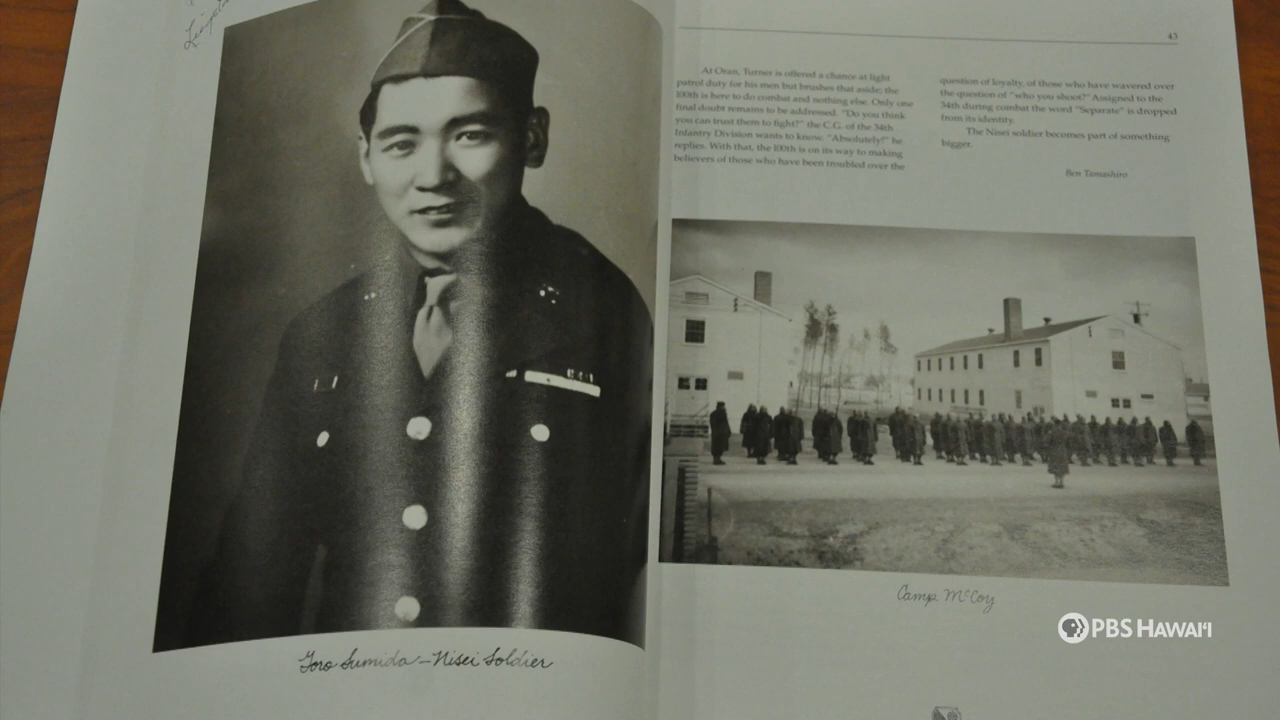 43
At Oran, Turner is offered a chance at light
patrol duty for his men but brushes that aside; the
100th is here to do combat and nothing else. Only one
final doubt remains to be addressed. "Do you think
you can trust them to fight?" the C.G. of the 34th
Infantry Division wants to know. "Absolutely!" he
replies. With that, the 100th is on its way to making
believers of those who have been troubled over the
question of loyalty, of those who have wavered over
the question of "who you shoot?" Assigned to the
34th during combat the word "Separate" is dropped
from its identity.
The Nisei soldier becomes part of something
bigger.
Ben Tamashiro
Camp McCoy
Goro Sumida - Nisei Soldier
PBS HAWAI'I